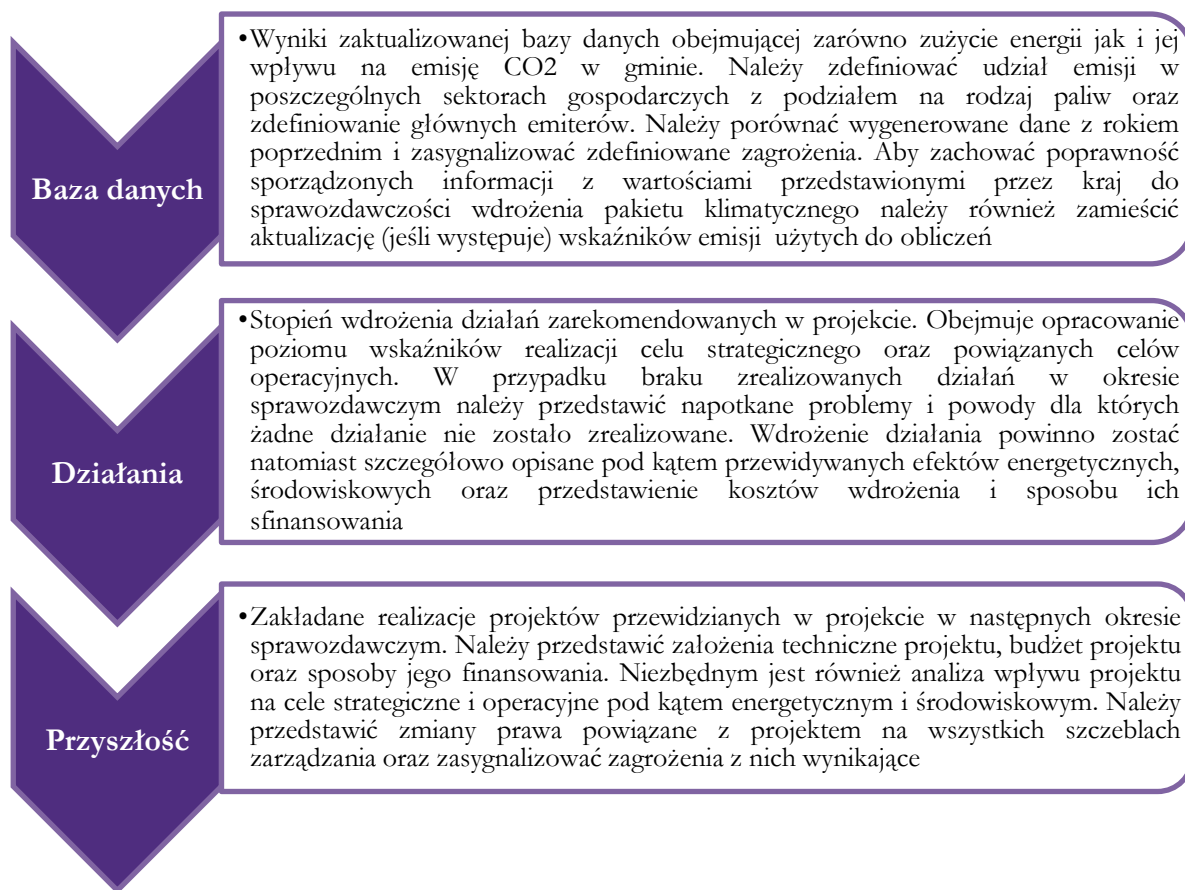 Baza danych
•Wyniki zaktualizowanej bazy danych obejmującej zarówno zużycie energii jak i jej
wpływu na emisję CO2 w gminie. Należy zdefiniować udział emisji w
poszczególnych sektorach gospodarczych z podziałem na rodzaj paliw oraz
zdefiniowanie głównych emiterów. Należy porównać wygenerowane dane z rokiem
poprzednim i zasygnalizować zdefiniowane zagrożenia. Aby zachować poprawność
sporządzonych informacji z wartościami przedstawionymi przez kraj do
sprawozdawczości wdrożenia pakietu klimatycznego należy również zamieścić
aktualizację (jeśli występuje) wskaźników emisji użytych do obliczeń
Działania
•Stopień wdrożenia działań zarekomendowanych w projekcie. Obejmuje opracowanie
poziomu wskaźników realizacji celu strategicznego oraz powiązanych celów
operacyjnych. W przypadku braku zrealizowanych działań w okresie
sprawozdawczym należy przedstawić napotkane problemy i powody dla których
żadne działanie nie zostało zrealizowane. Wdrożenie działania powinno zostać
natomiast szczegółowo opisane pod kątem przewidywanych efektów energetycznych,
środowiskowych oraz przedstawienie kosztów wdrożenia i sposobu ich
sfinansowania
Przyszłość
•Zakładane realizacje projektów przewidzianych w projekcie w następnych okresie
sprawozdawczym. Należy przedstawić założenia techniczne projektu, budżet projektu
oraz sposoby jego finansowania. Niezbędnym jest również analiza wpływu projektu
na cele strategiczne i operacyjne pod kątem energetycznym i środowiskowym. Należy
przedstawić zmiany prawa powiązane z projektem na wszystkich szczeblach
zarządzania oraz zasygnalizować zagrożenia z nich wynikające